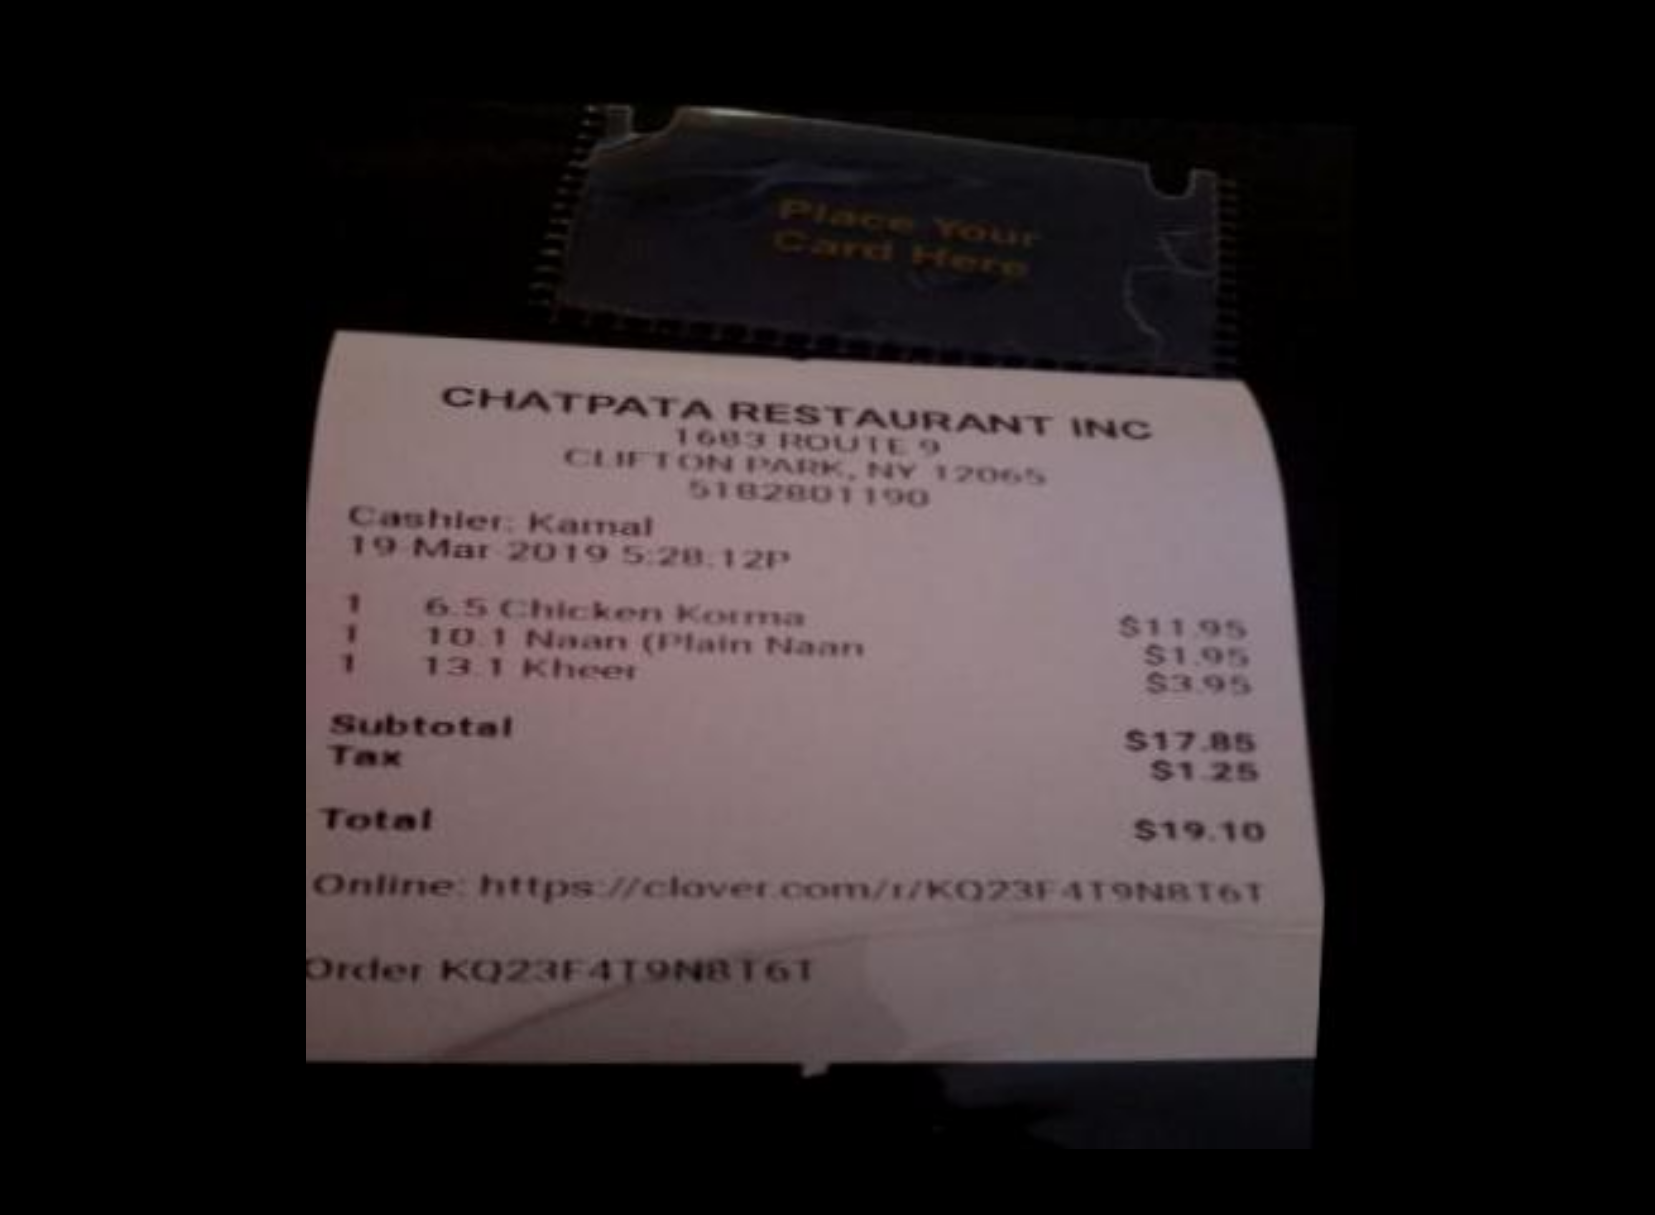 Place Your
Card Here
CHATPATA RESTAURANT INC
1683 ROUTE 9
CLIFTON PARK, NY 12065
5182801190
Cashier: Kamal
19-Mar-2019 5:28:12P
1 6.5 Chicken Korma $11.95
1 10.1 Naan (Plain Naan $1.95
1 13.1 Kheer $3.95
Subtotal $17.85
Tax $1.25
Total $19.10
Online: https://clover.com/r/KQ23F4T9N8T6T
Order KQ23F4T9N8T6T